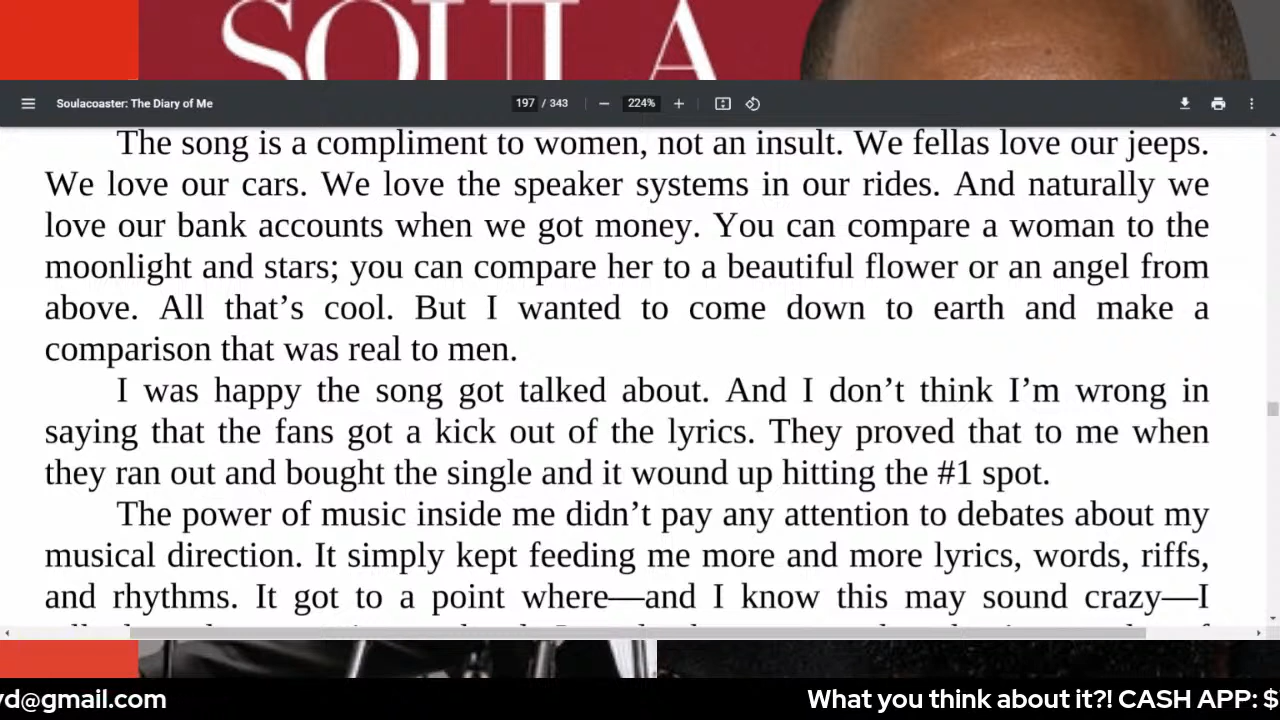 SOUL A
Soulacoaster: The Diary of Me
197 / 343
224%
The song is a compliment to women, not an insult. We fellas love our jeeps.
We love our cars. We love the speaker systems in our rides. And naturally we
love our bank accounts when we got money. You can compare a woman to the
moonlight and stars; you can compare her to a beautiful flower or an angel from
above. All that’s cool. But I wanted to come down to earth and make a
comparison that was real to men.
I was happy the song got talked about. And I don’t think I’m wrong in
saying that the fans got a kick out of the lyrics. They proved that to me when
they ran out and bought the single and it wound up hitting the #1 spot.
The power of music inside me didn’t pay any attention to debates about my
musical direction. It simply kept feeding me more and more lyrics, words, riffs,
and rhythms. It got to a point where—and I know this may sound crazy—I
yd@gmail.com
What you think about it?! CASH APP: $